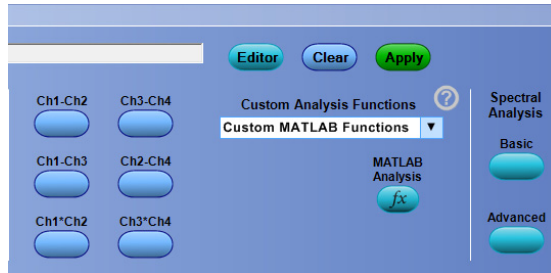 Editor Clear Apply
Ch1-Ch2 Ch3-Ch4 Custom Analysis Functions ? Spectral
Analysis
Custom MATLAB Functions
Basic
Ch1-Ch3 Ch2-Ch4 MATLAB
Analysis
fx
Ch1*Ch2 Ch3*Ch4 Advanced